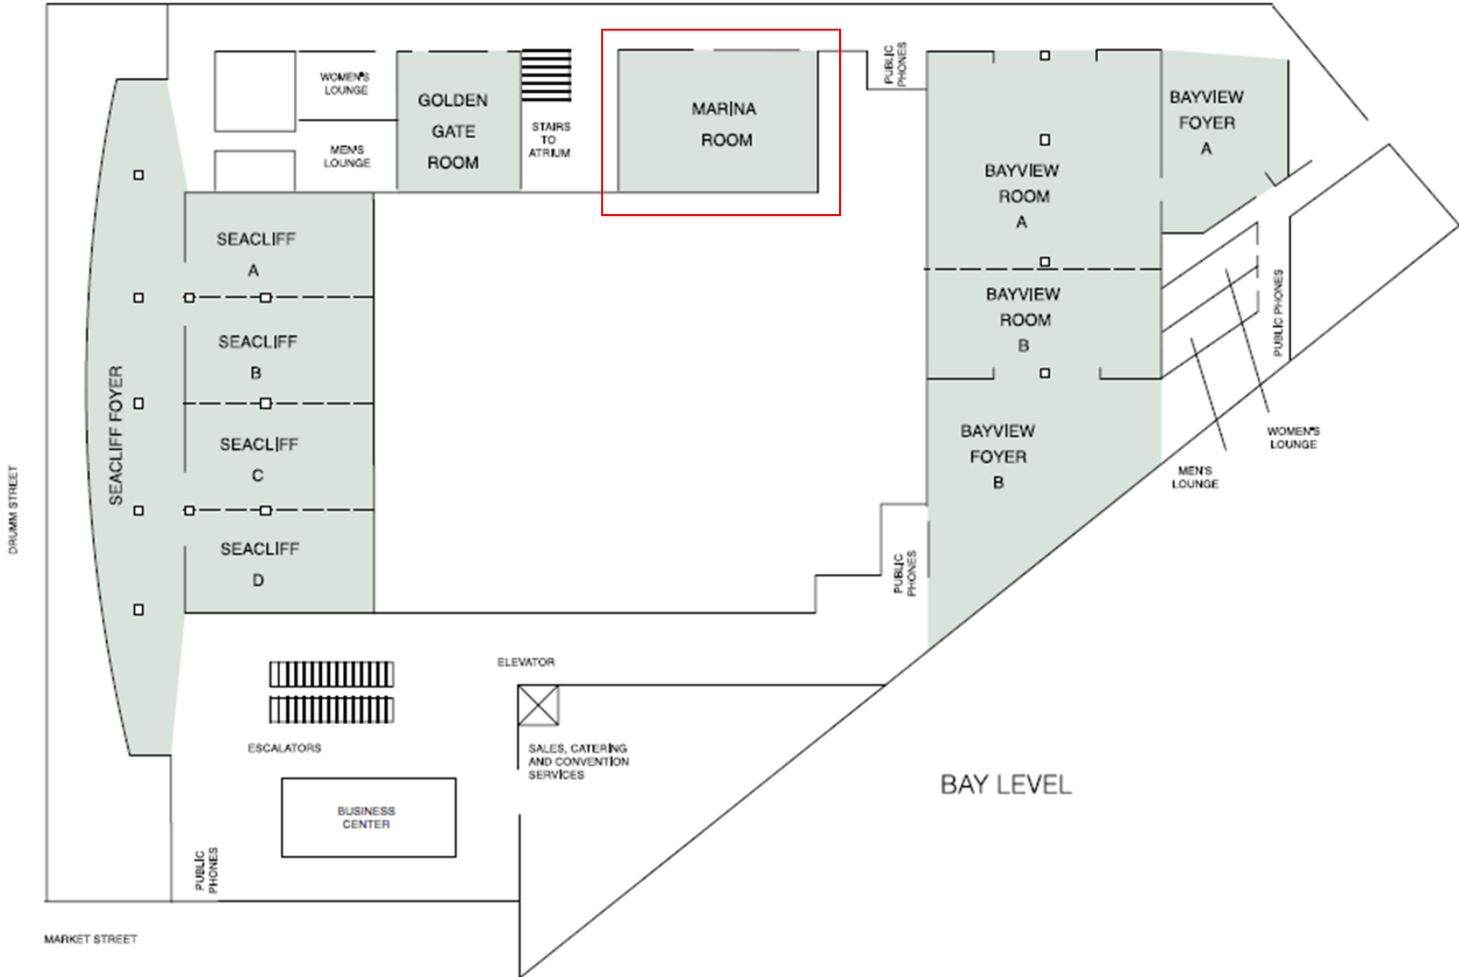 WOMEN'S
LOUNGE
MEN'S
LOUNGE
GOLDEN
GATE
ROOM
STAIRS
TO
ATRIUM
MARINA
ROOM
PUBLIC
PHONES
BAYVIEW
FOYER
A
BAYVIEW
ROOM
A
BAYVIEW
ROOM
B
BAYVIEW
FOYER
B
PUBLIC PHONES
WOMEN'S
LOUNGE
MEN'S
LOUNGE
SEACLIFF
A
SEACLIFF
B
SEACLIFF
C
SEACLIFF
D
SEACLIFF FOYER
DRUMM STREET
PUBLIC
PHONES
ELEVATOR
ESCALATORS
SALES, CATERING
AND CONVENTION
SERVICES
BUSINESS
CENTER
BAY LEVEL
PUBLIC
PHONES
MARKET STREET